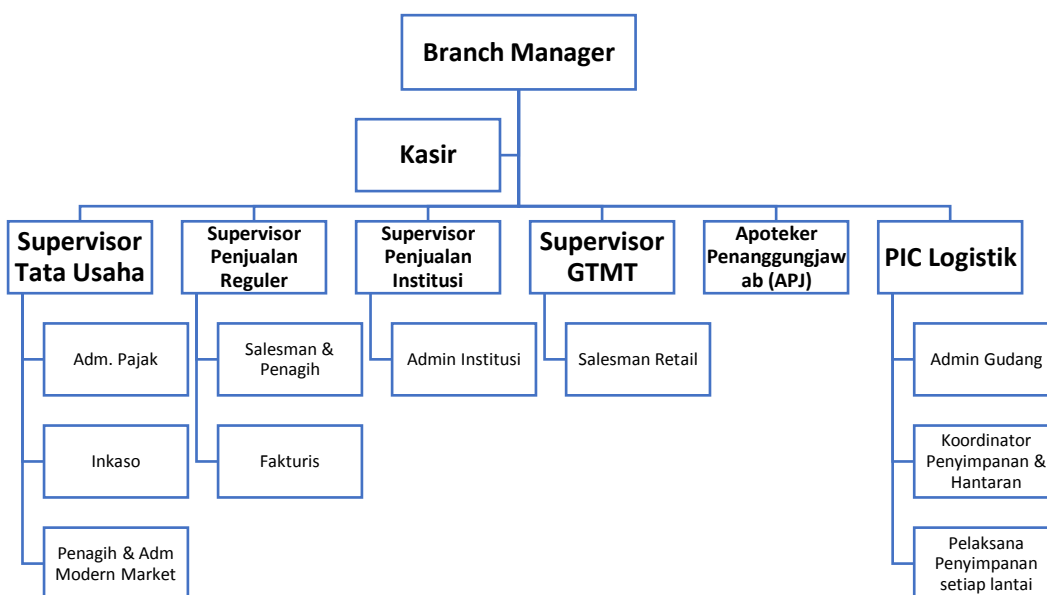 Branch Manager
Kasir
Supervisor
Tata Usaha
Supervisor
Penjualan
Reguler
Supervisor
Penjualan
Institusi
Supervisor
GTMT
Apoteker
Penanggungjaw
ab (APJ)
PIC Logistik
Adm. Pajak
Salesman &
Penagih
Admin Institusi
Salesman Retail
Admin Gudang
Inkaso
Fakturis
Koordinator
Penyimpanan &
Hantaran
Penagih & Adm
Modern Market
Pelaksana
Penyimpanan
setiap lantai